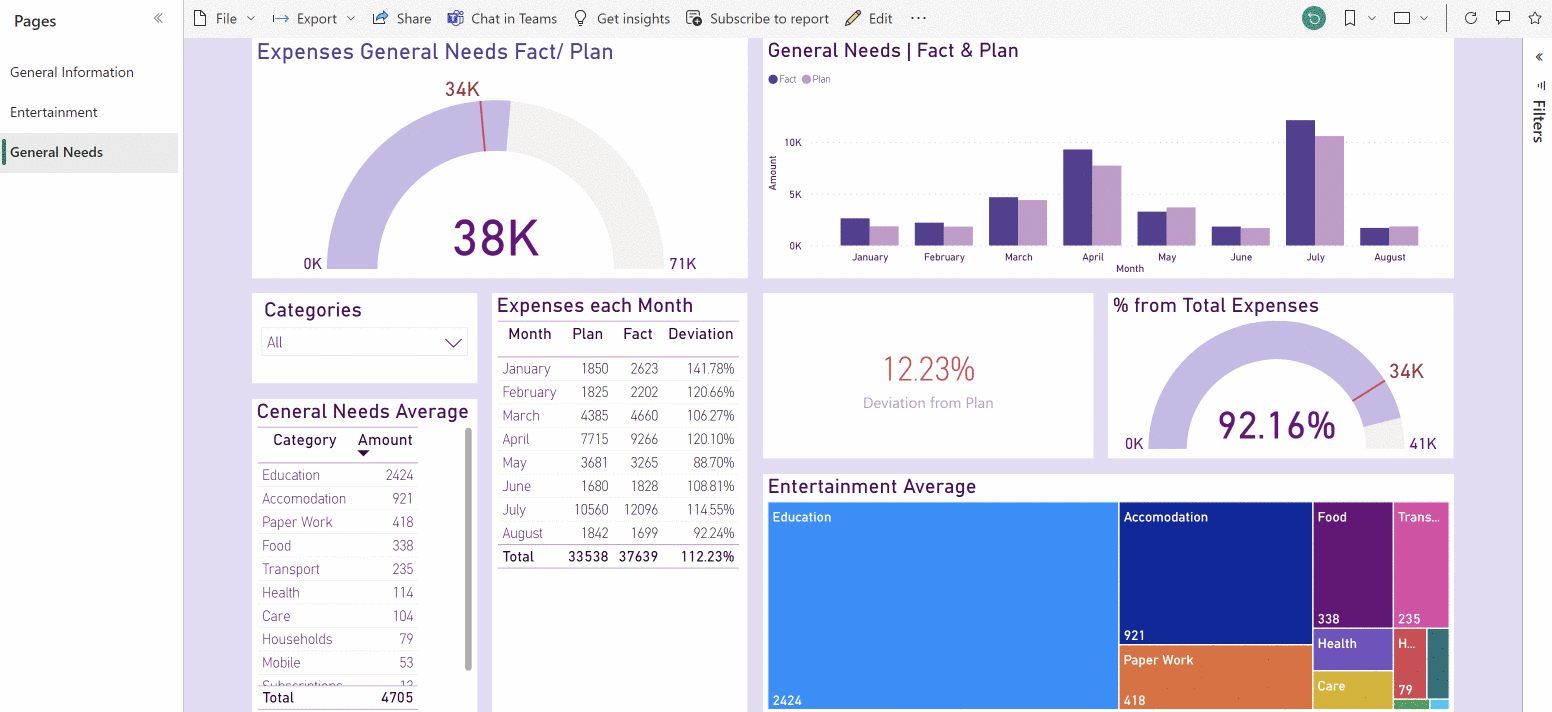 Pages
General Information
Entertainment
General Needs
File
Export
Share
Chat in Teams
Get insights
Subscribe to report
Edit
Filters
Expenses General Needs Fact/ Plan
34K
38K
0K
71K
General Needs | Fact & Plan
Fact Plan
Amount
10K
5K
0K
January February March April May June July August
Month
Categories
All
Ceneral Needs Average
Category Amount
Education 2424
Accomodation 921
Paper Work 418
Food 338
Transport 235
Health 114
Care 104
Households 79
Mobile 53
Subscriptions 12
Total 4705
Expenses each Month
Month Plan Fact Deviation
January 1850 2623 141.78%
February 1825 2202 120.66%
March 4385 4660 106.27%
April 7715 9266 120.10%
May 3681 3265 88.70%
June 1680 1828 108.81%
July 10560 12096 114.55%
August 1842 1699 92.24%
Total 33538 37639 112.23%
12.23%
Deviation from Plan
% from Total Expenses
34K
92.16%
0K
41K
Entertainment Average
Education
2424
Accomodation
921
Paper Work
418
Food
338
Trans...
235
Health
Care
H...
79